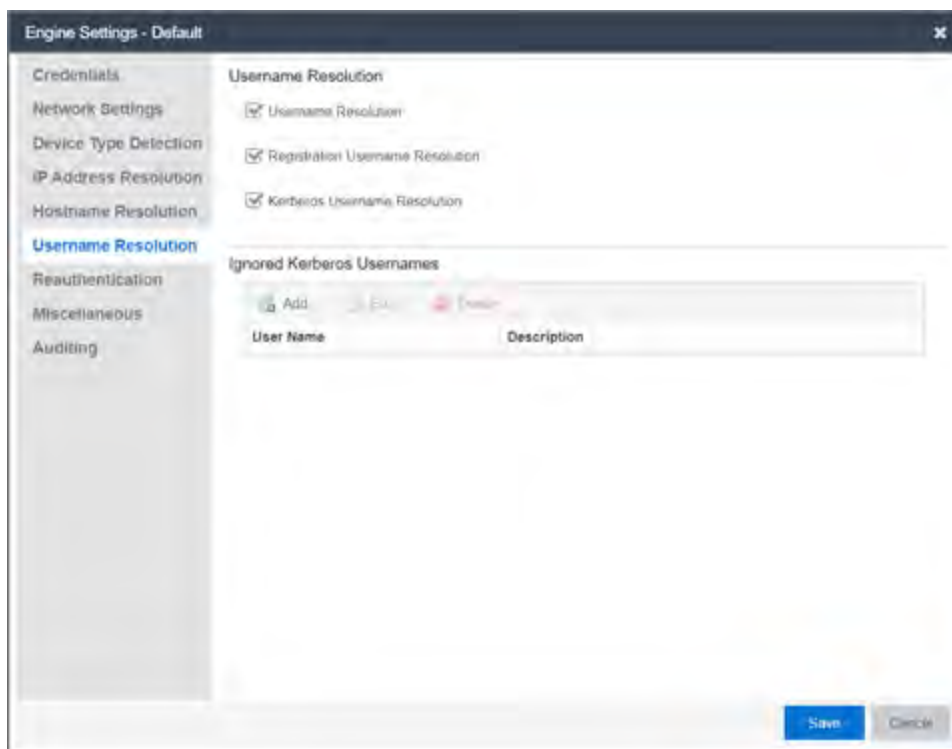 Engine Settings - Default
Credentials
Network Settings
Device Type Detection
IP Address Resolution
Hostname Resolution
Username Resolution
Reauthentication
Miscellaneous
Auditing
Username Resolution
Username Resolution
Registration Username Resolution
Kerberos Username Resolution
Ignored Kerberos Usernames
Add... Delete
User Name Description
Save Cancel